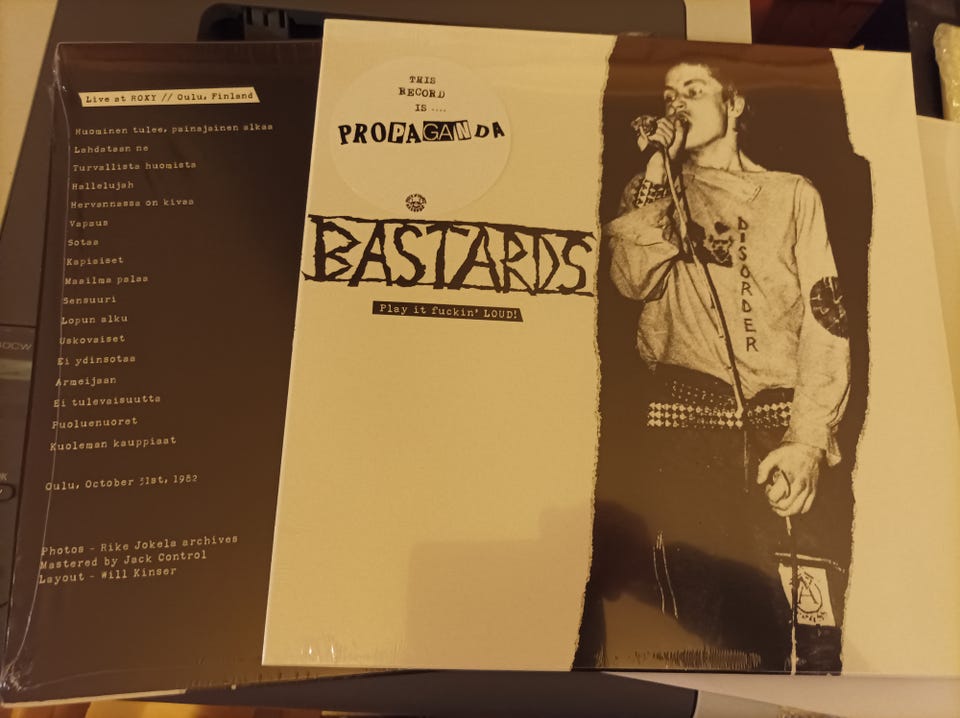 Live at ROXY // Oulu, Finland
Huominen tulee, painajainen alkaa
Lahdataan ne
Turvallista huomista
Hallelujah
Hervannassa on kivaa
Vapaus
Sotaa
Kapiaiset
Maailma palaa
Sensuuri
Lopun alku
Uskovaiset
Ei ydinsotaa
Armeijaan
Ei tulevaisuutta
Puoluenuoret
Kuoleman kauppiaat
Oulu, October 31st, 1982
Photos - Rike Jokela archives
Mastered by Jack Control
Layout - Will Kinser
THIS
RECORD
IS ....
PROPAGANDA
BASTARDS
Play it fuckin' LOUD!
DISORDER